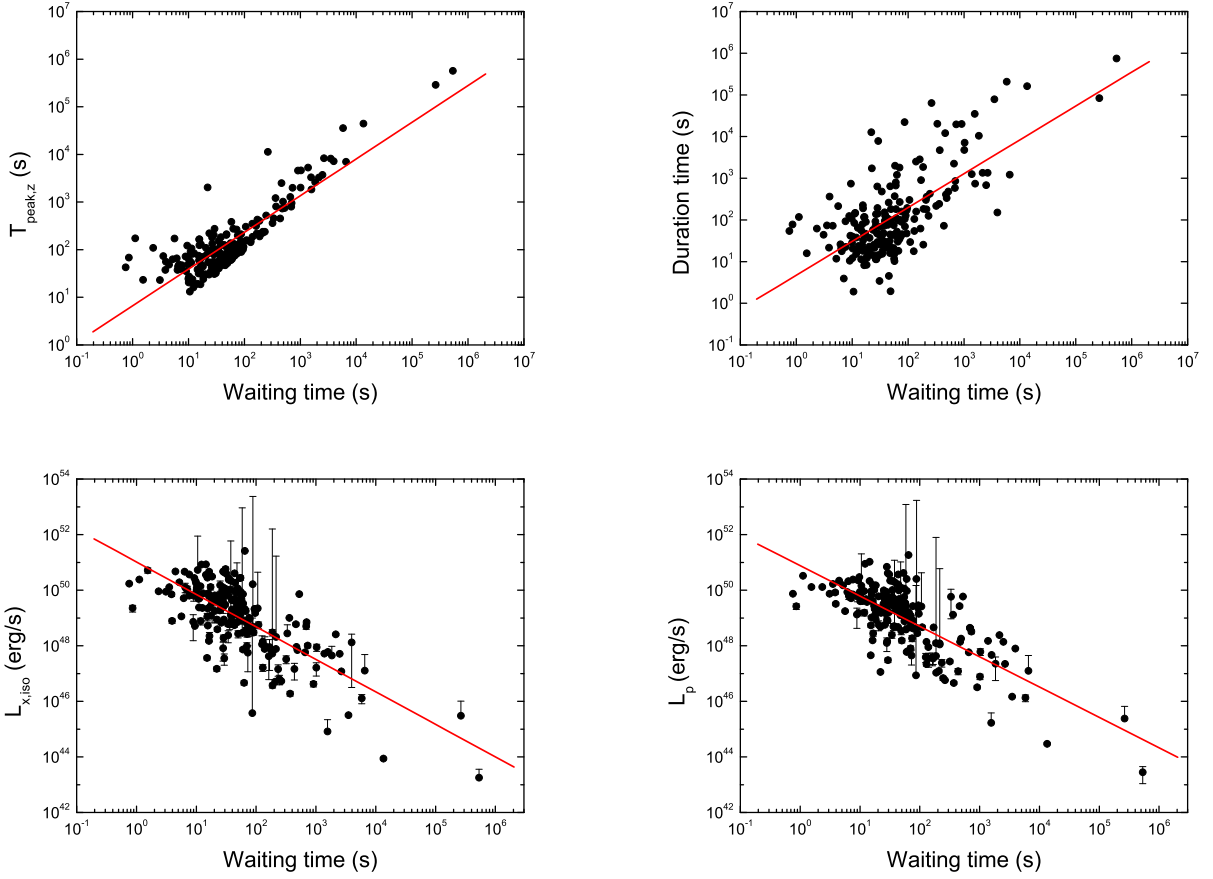 10^7
10^6
10^5
10^4
10^3
10^2
10^1
10^0
T_peak,z (s)
10^-1 10^0 10^1 10^2 10^3 10^4 10^5 10^6 10^7
Waiting time (s)
10^7
10^6
10^5
10^4
10^3
10^2
10^1
10^0
10^-1
Duration time (s)
10^-1 10^0 10^1 10^2 10^3 10^4 10^5 10^6 10^7
Waiting time (s)
10^54
10^52
10^50
10^48
10^46
10^44
10^42
L_x,iso (erg/s)
10^-1 10^0 10^1 10^2 10^3 10^4 10^5 10^6
Waiting time (s)
10^54
10^52
10^50
10^48
10^46
10^44
10^42
L_p (erg/s)
10^-1 10^0 10^1 10^2 10^3 10^4 10^5 10^6
Waiting time (s)